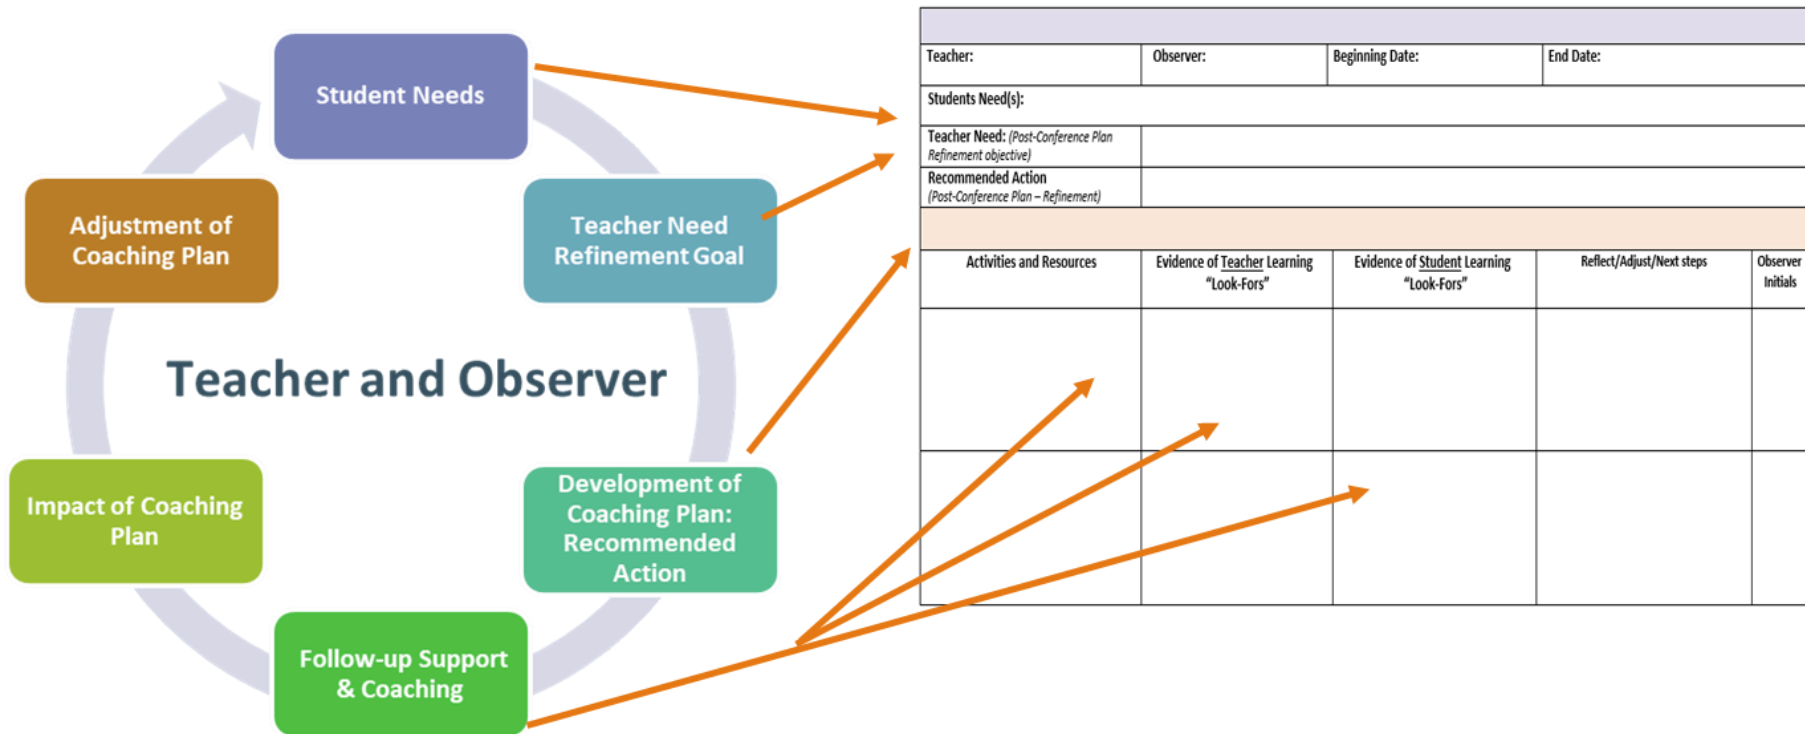 Student Needs
Teacher Need
Refinement Goal
Development of
Coaching Plan:
Recommended
Action
Follow-up Support
& Coaching
Impact of Coaching
Plan
Adjustment of
Coaching Plan
Teacher and Observer
Teacher:
Observer:
Beginning Date:
End Date:
Students Need(s):
Teacher Need: (Post-Conference Plan
Refinement objective)
Recommended Action
(Post-Conference Plan – Refinement)
Activities and Resources
Evidence of Teacher Learning
“Look-Fors”
Evidence of Student Learning
“Look-Fors”
Reflect/Adjust/Next steps
Observer
Initials